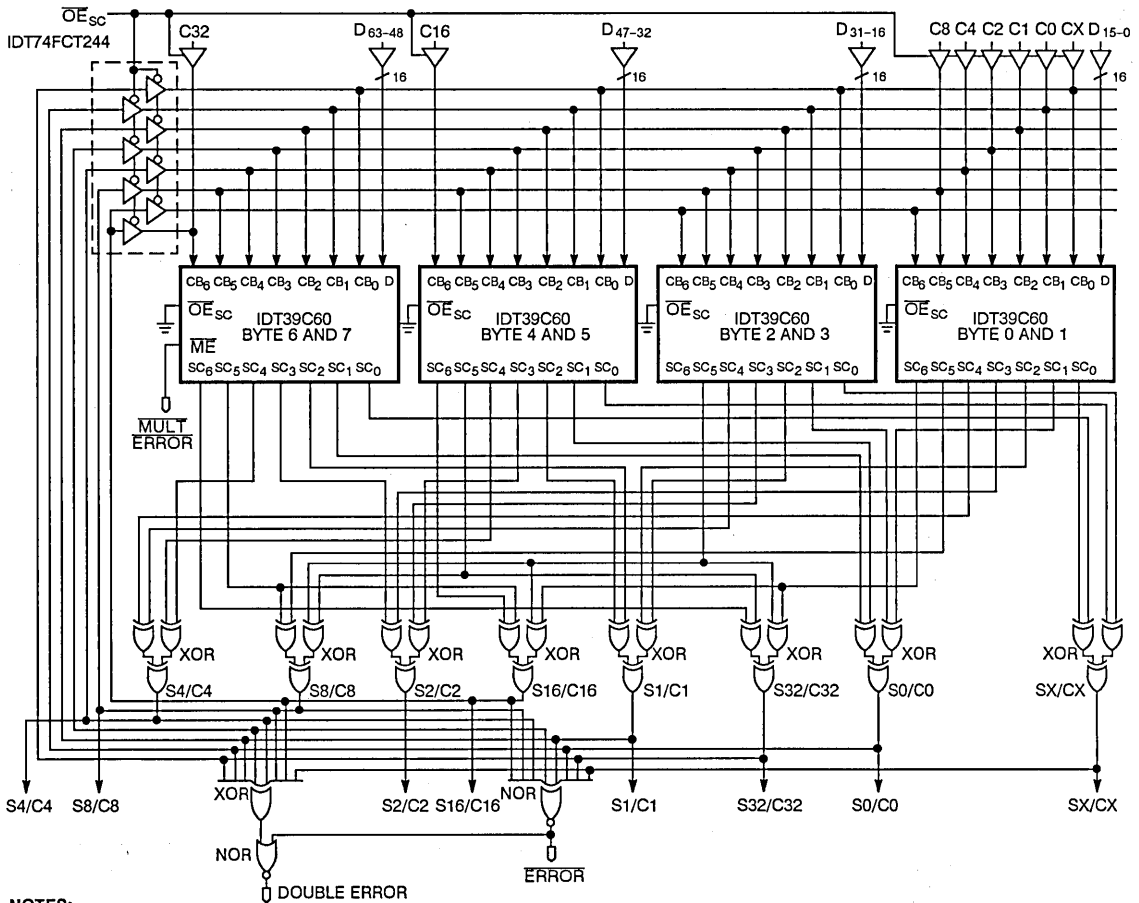 OE SC
IDT74FCT244
C32
D63–48
C16
D47–32
D31–16
C8 C4 C2 C1 C0 CX D15–0
16
16
16
16
CB6 CB5 CB4 CB3 CB2 CB1 CB0 D
OESC
IDT39C60
BYTE 6 AND 7
ME
SC6 SC5 SC4 SC3 SC2 SC1 SC0
CB6 CB5 CB4 CB3 CB2 CB1 CB0 D
OESC
IDT39C60
BYTE 4 AND 5
SC6 SC5 SC4 SC3 SC2 SC1 SC0
CB6 CB5 CB4 CB3 CB2 CB1 CB0 D
OESC
IDT39C60
BYTE 2 AND 3
SC6 SC5 SC4 SC3 SC2 SC1 SC0
CB6 CB5 CB4 CB3 CB2 CB1 CB0 D
OESC
IDT39C60
BYTE 0 AND 1
SC6 SC5 SC4 SC3 SC2 SC1 SC0
MULT
ERROR
XOR XOR XOR XOR XOR XOR XOR XOR
S4/C4 S8/C8 S2/C2 S16/C16 S1/C1 S32/C32 S0/C0 SX/CX
XOR
NOR
S4/C4 S8/C8 S2/C2 S16/C16 S1/C1 S32/C32 S0/C0 SX/CX
NOR
ERROR
DOUBLE ERROR